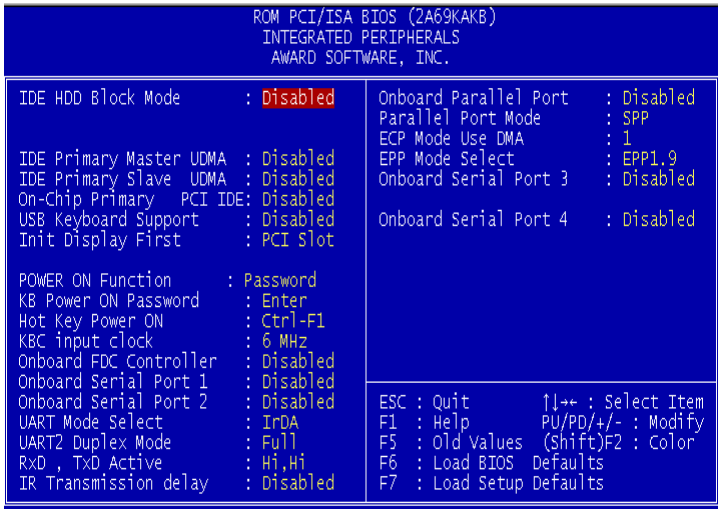 ROM PCI/ISA BIOS (2A69KAKB)
INTEGRATED PERIPHERALS
AWARD SOFTWARE, INC.
IDE HDD Block Mode : Disabled
IDE Primary Master UDMA : Disabled
IDE Primary Slave UDMA : Disabled
On-Chip Primary PCI IDE: Disabled
USB Keyboard Support : Disabled
Init Display First : PCI Slot
POWER ON Function : Password
KB Power ON Password : Enter
Hot Key Power ON : Ctrl-F1
KBC input clock : 6 MHz
Onboard FDC Controller : Disabled
Onboard Serial Port 1 : Disabled
Onboard Serial Port 2 : Disabled
UART Mode Select : IrDA
UART2 Duplex Mode : Full
RxD , TxD Active : Hi,Hi
IR Transmission delay : Disabled
Onboard Parallel Port : Disabled
Parallel Port Mode : SPP
ECP Mode Use DMA : 1
EPP Mode Select : EPP1.9
Onboard Serial Port 3 : Disabled
Onboard Serial Port 4 : Disabled
ESC : Quit ↑↓→← : Select Item
F1 : Help PU/PD/+/- : Modify
F5 : Old Values (Shift)F2 : Color
F6 : Load BIOS Defaults
F7 : Load Setup Defaults